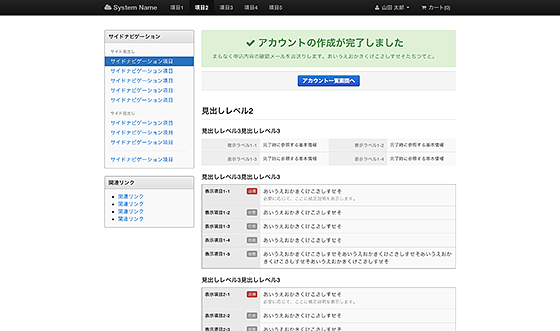 System Name 項目1 項目2 項目3 項目4 項目5 山田 太郎 カート(0)
サイドナビゲーション
サイド見出し
サイドナビゲーション項目
サイドナビゲーション項目
サイドナビゲーション項目
サイドナビゲーション項目
サイドナビゲーション項目
サイド見出し
サイドナビゲーション項目
サイドナビゲーション項目
サイドナビゲーション項目
サイドナビゲーション項目
関連リンク
関連リンク
関連リンク
関連リンク
関連リンク
アカウントの作成が完了しました
まもなく申込内容の確認メールをお送りします。あいうえおかきくけこさしすせそたちつてと。
アカウント一覧画面へ
見出しレベル2
見出しレベル3見出しレベル3
表示ラベル1-1 完了時に参照する基本情報 表示ラベル1-2 完了時に参照する基本情報
表示ラベル1-3 完了時に参照する基本情報 表示ラベル1-4 完了時に参照する基本情報
見出しレベル3見出しレベル3
表示項目1-1 必須 あいうえおかきくけこさしすせそ
必要に応じて、ここに補足説明を表示します。
表示項目1-2 任意 あいうえおかきくけこさしすせそ
表示項目1-3 任意 あいうえおかきくけこさしすせそ
表示項目1-4 任意 あいうえおかきくけこさしすせそ
表示項目1-5 任意 あいうえおかきくけこさしすせそあいうえおかきくけこさしすせそあいうえおか
きくけこさしすせそあいうえおかきくけこさしすせそ
見出しレベル3見出しレベル3
表示項目2-1 必須 あいうえおかきくけこさしすせそ
必要に応じて、ここに補足説明を表示します。
表示項目2-2 任意 あいうえおかきくけこさしすせそ
表示項目2-3 あいうえおかきくけこさしすせそ